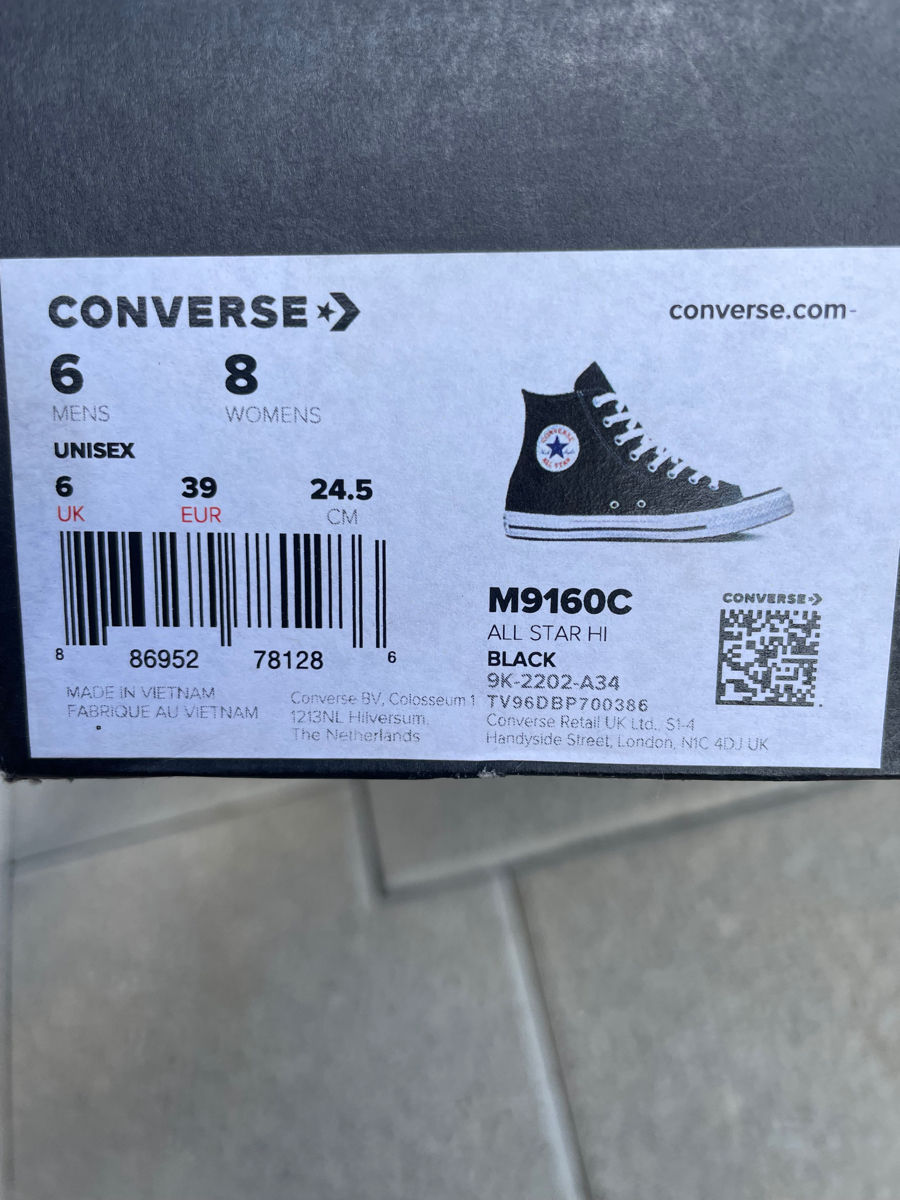 CONVERSE
converse.com
6 8
MENS WOMENS
UNISEX
6 39 24.5
UK EUR CM
8 86952 78128 6
MADE IN VIETNAM
FABRIQUE AU VIETNAM
Converse BV, Colosseum 1
1213NL Hilversum,
The Netherlands
CONVERSE
ALL STAR
M9160C
ALL STAR HI
BLACK
9K-2202-A34
TV96DBP700386
Converse Retail UK Ltd., S1-4
Handyside Street, London, N1C 4DJ UK
CONVERSE